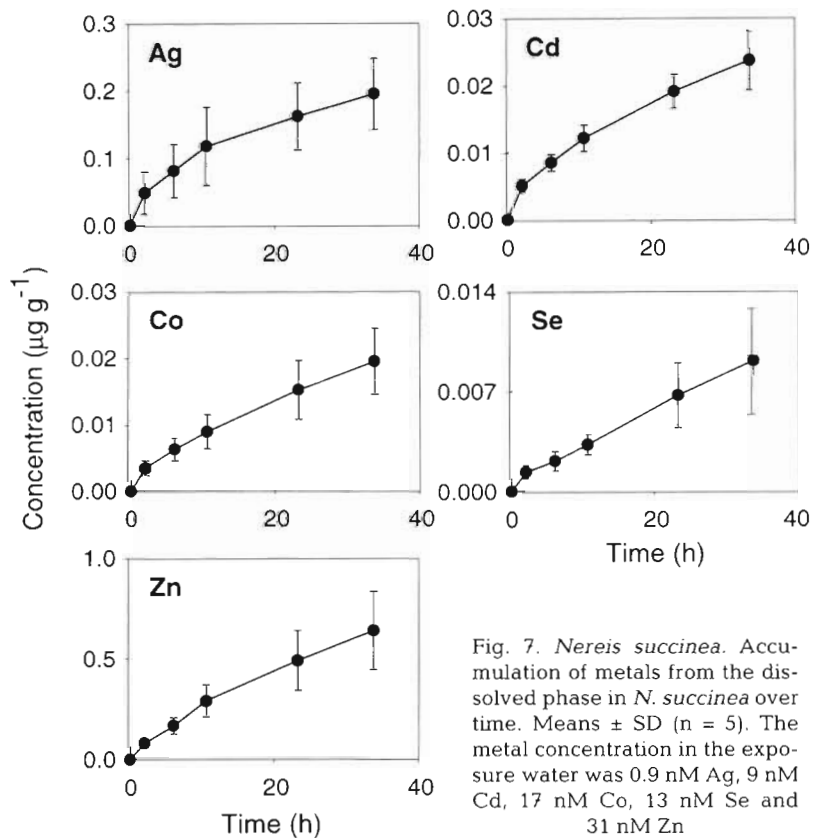 Ag
0.3
0.2
0.1
0.0
0 20 40
Cd
0.03
0.02
0.01
0.00
0 20 40
Co
0.03
0.02
0.01
0.00
0 20 40
Se
0.014
0.007
0.000
0 20 40
Time (h)
Zn
1.0
0.5
0.0
0 20 40
Time (h)
Concentration (µg g⁻¹)
Fig. 7. Nereis succinea. Accu-
mulation of metals from the dis-
solved phase in N. succinea over
time. Means ± SD (n = 5). The
metal concentration in the expo-
sure water was 0.9 nM Ag, 9 nM
Cd, 17 nM Co, 13 nM Se and
31 nM Zn